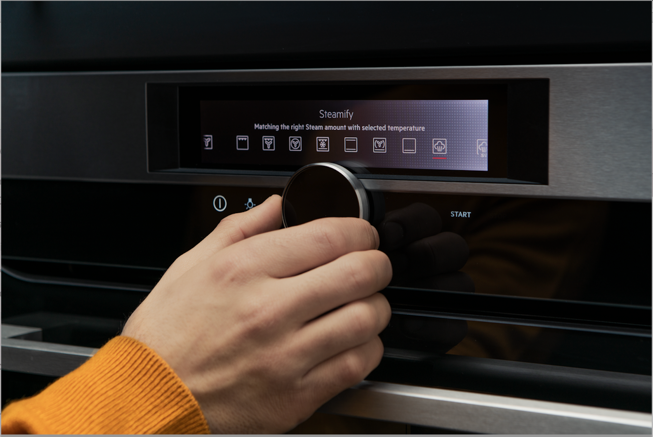 Steamify
Matching the right Steam amount with selected temperature
START